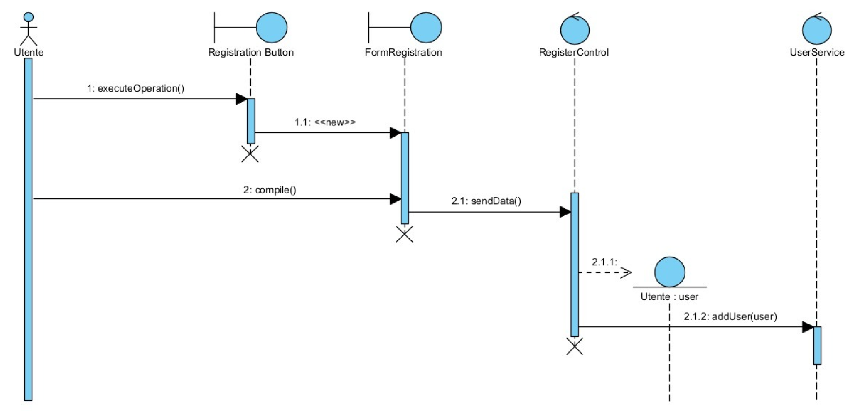 Utente
Registration Button
FormRegistration
RegisterControl
UserService
1: executeOperation()
1.1: <<new>>
2: compile()
2.1: sendData()
2.1.1:
Utente : user
2.1.2: addUser(user)